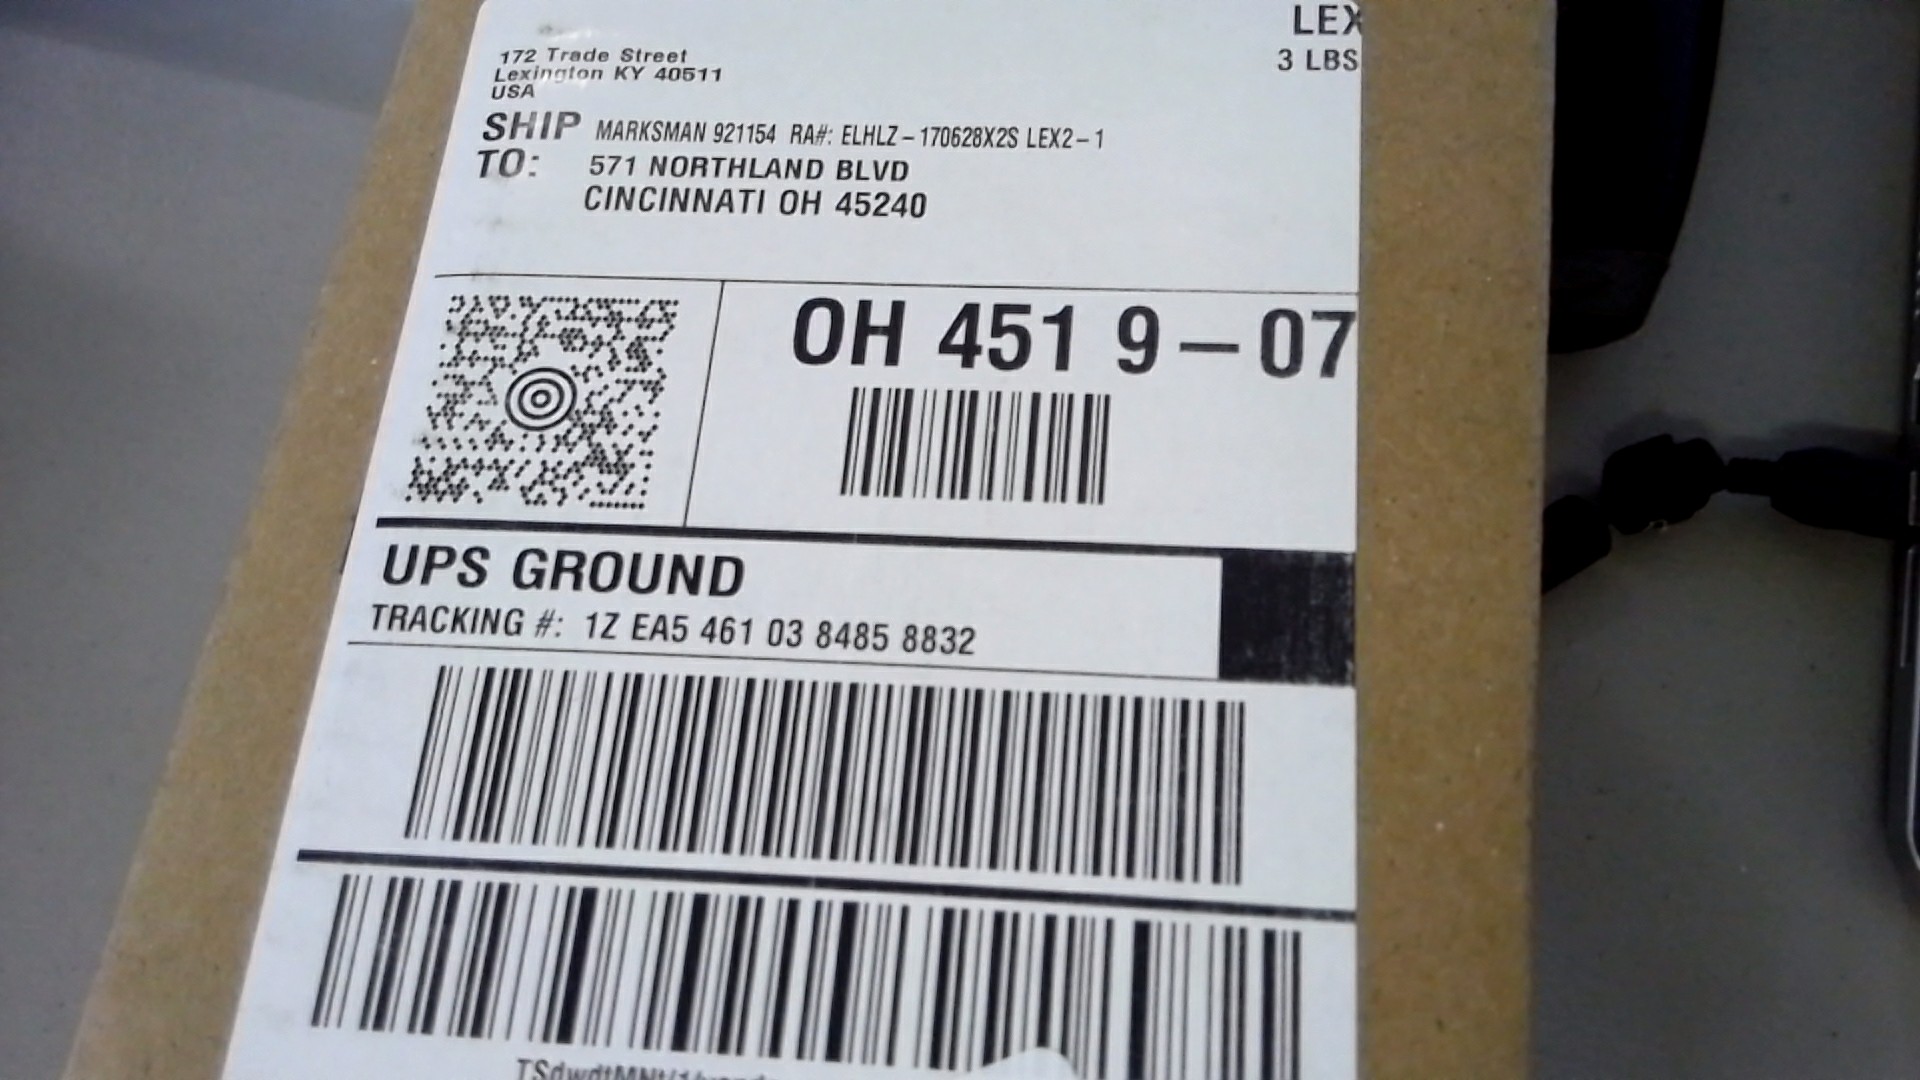 LEX
3 LBS
172 Trade Street
Lexington KY 40511
USA
SHIP MARKSMAN 921154 RA#: ELHLZ-170628X2S LEX2-1
TO: 571 NORTHLAND BLVD
CINCINNATI OH 45240
OH 451 9-07
UPS GROUND
TRACKING #: 1Z EA5 461 03 8485 8832